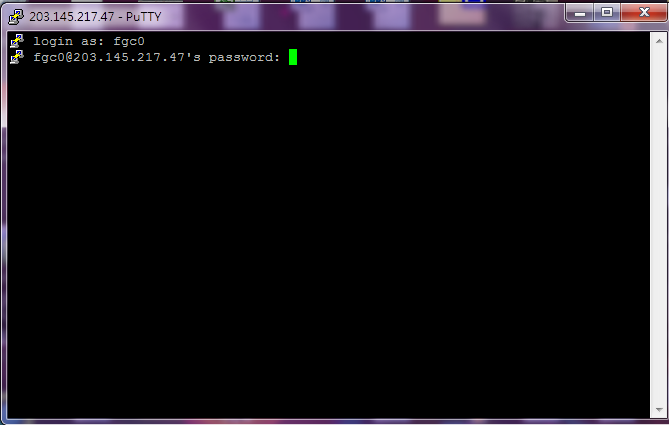 203.145.217.47 - PuTTY
login as: fgc0
fgc0@203.145.217.47's password: